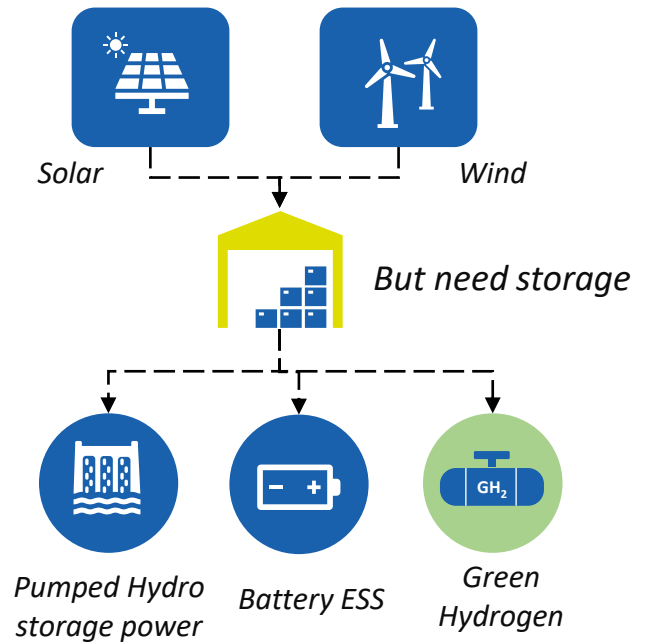 Solar
Wind
But need storage
GH₂
Pumped Hydro
storage power
Battery ESS
Green
Hydrogen